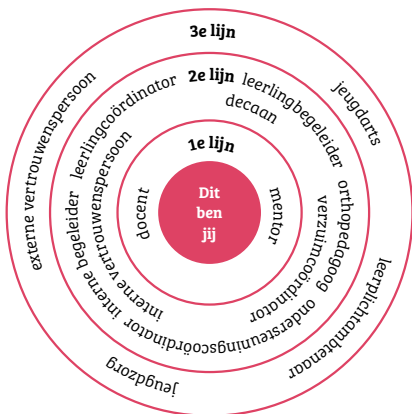 3e lijn
externe vertrouwenspersoon
jeugdarts
leerplichtambtenaar
jeugdzorg
2e lijn
leerlingcoördinator
leerlingbegeleider
decaan
orthopedagoog
verzuimcoördinator
ondersteuningscoördinator
interne begeleider
interne vertrouwenspersoon
1e lijn
docent
mentor
Dit
ben
jij